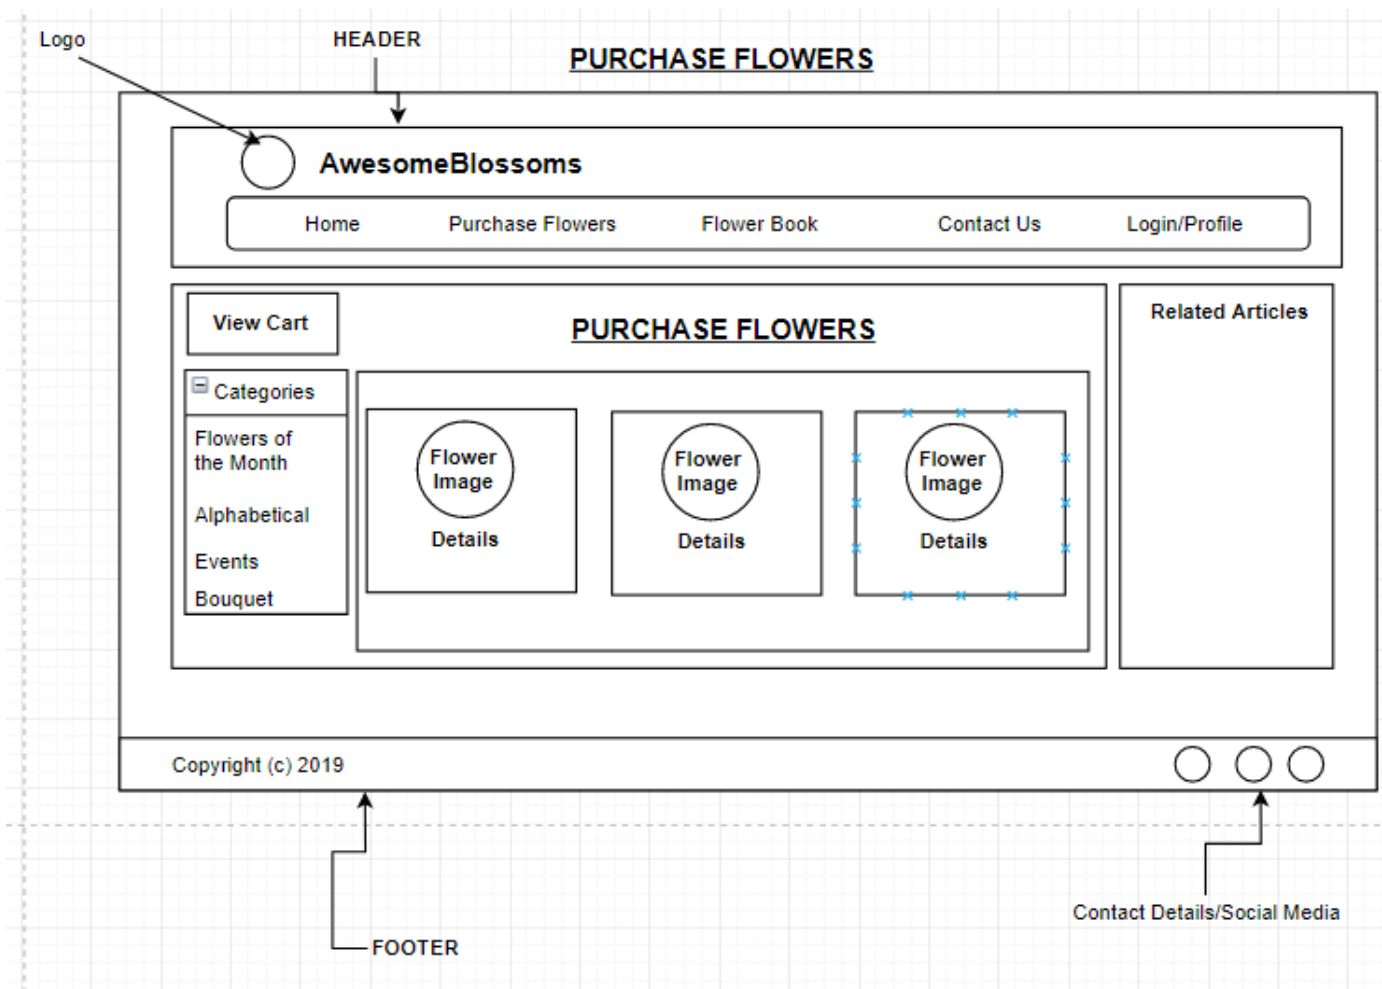 Logo
HEADER
PURCHASE FLOWERS
AwesomeBlossoms
Home Purchase Flowers Flower Book Contact Us Login/Profile
View Cart
PURCHASE FLOWERS
Related Articles
Categories
Flowers of
the Month
Alphabetical
Events
Bouquet
Flower
Image
Details
Flower
Image
Details
Flower
Image
Details
Copyright (c) 2019
Contact Details/Social Media
FOOTER